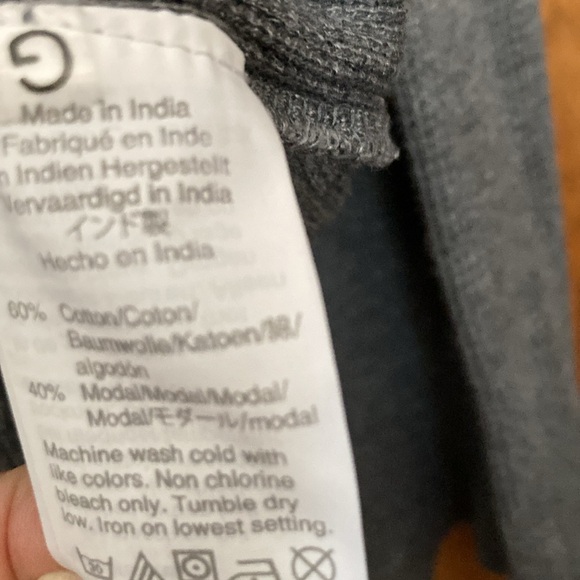 G
Made in India
Fabriqué en Inde
Indien Hergestellt
Vervaardigd in India
インド製
Hecho en India
60% Cotton/Coton/
Baumwolle/Katoen/綿/
algodón
40% Modal/Modal/Modal/
Modal/モダール/modal
Machine wash cold with
like colors. Non chlorine
bleach only. Tumble dry
low. Iron on lowest setting.
30